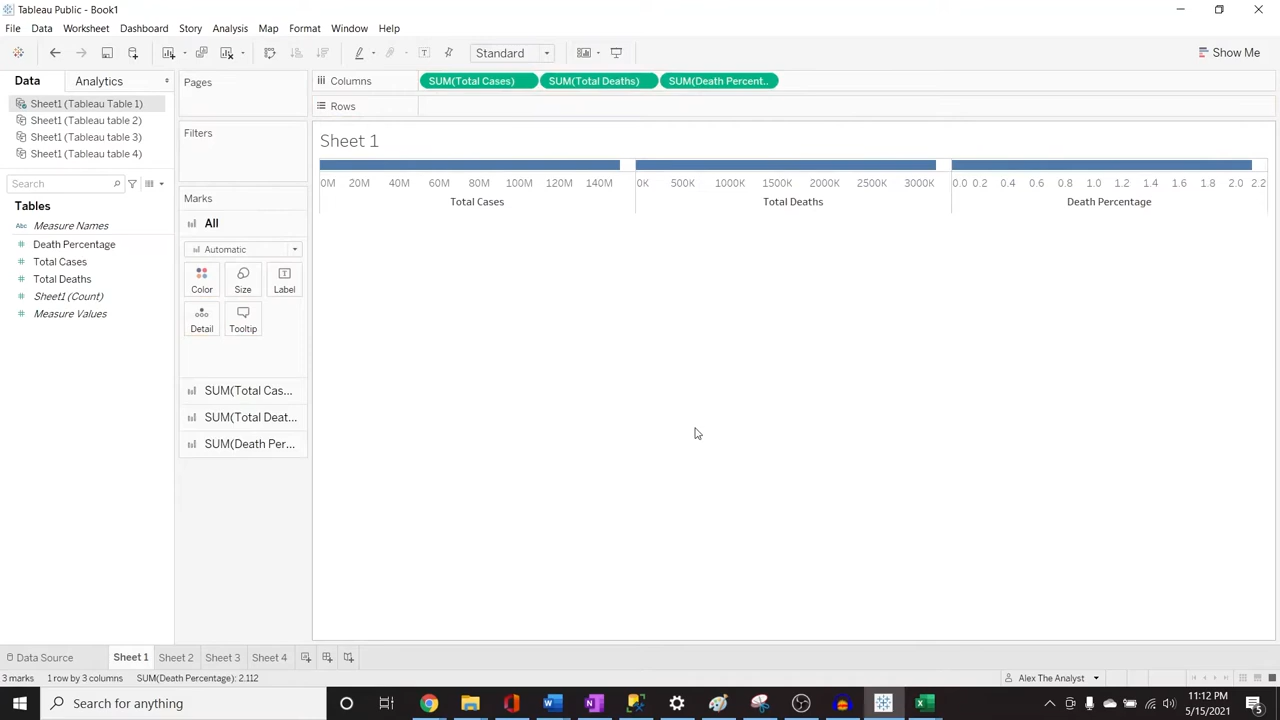 Tableau Public - Book1
File Data Worksheet Dashboard Story Analysis Map Format Window Help
Standard
Show Me
Data Analytics
Sheet1 (Tableau Table 1)
Sheet1 (Tableau table 2)
Sheet1 (Tableau table 3)
Sheet1 (Tableau table 4)
Search
Tables
Abc Measure Names
Death Percentage
Total Cases
Total Deaths
Sheet1 (Count)
Measure Values
Pages
Filters
Marks
All
Automatic
Color Size Label
Detail Tooltip
SUM(Total Cas...
SUM(Total Deat...
SUM(Death Per...
Columns SUM(Total Cases) SUM(Total Deaths) SUM(Death Percent..
Rows
Sheet 1
0M 20M 40M 60M 80M 100M 120M 140M 0K 500K 1000K 1500K 2000K 2500K 3000K 0.0 0.2 0.4 0.6 0.8 1.0 1.2 1.4 1.6 1.8 2.0 2.2
Total Cases Total Deaths Death Percentage
Data Source Sheet 1 Sheet 2 Sheet 3 Sheet 4
3 marks 1 row by 3 columns SUM(Death Percentage): 2.112 Alex The Analyst
Search for anything
11:12 PM
5/15/2021
5